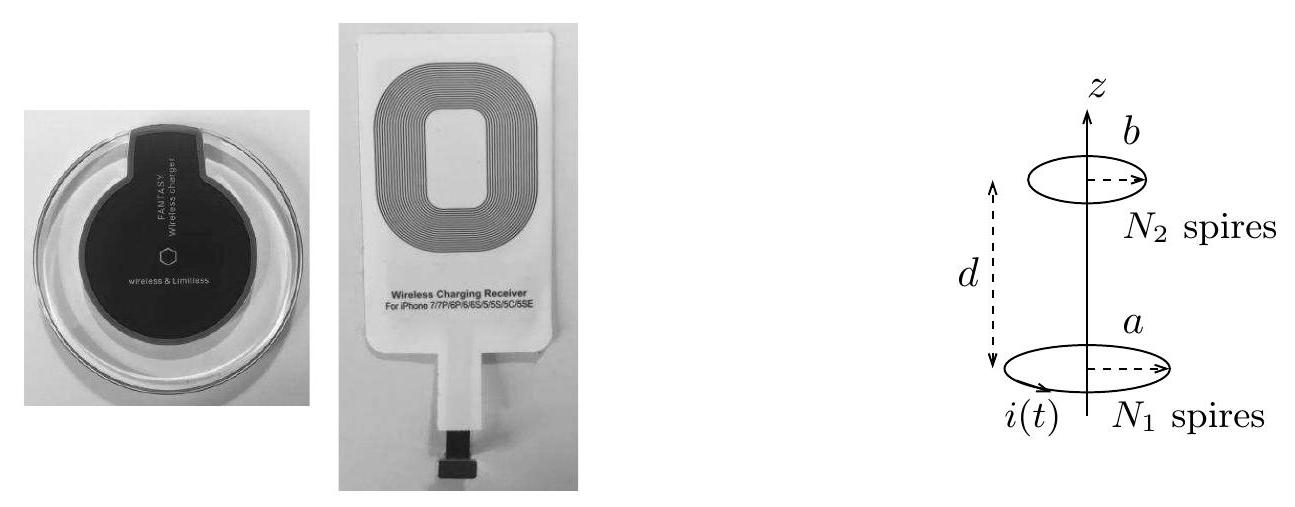 FANTASY
Wireless charger
wireless & Limitless
Wireless Charging Receiver
For iPhone 7/7P/6P/6/6S/5/5S/5C/5SE
z
b
N₂ spires
d
a
i(t)
N₁ spires